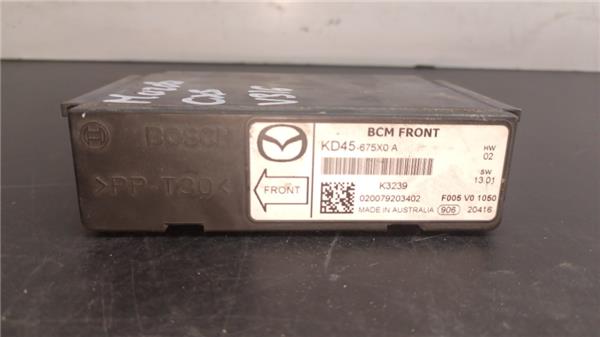 Mazda
BOSCH
>PP-T30
BCM FRONT
KD45-675X0 A
HW
02
SW
13.01
FRONT
K3239
020079203402
F005 V0 1050
MADE IN AUSTRALIA
906
20416